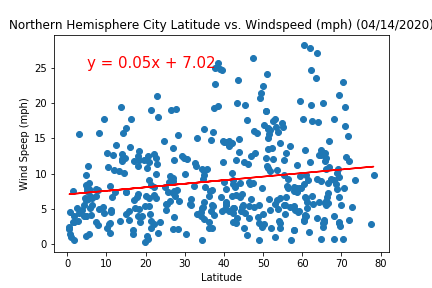 Northern Hemisphere City Latitude vs. Windspeed (mph) (04/14/2020)
y = 0.05x + 7.02
Wind Speep (mph)
25
20
15
10
5
0
0 10 20 30 40 50 60 70 80
Latitude